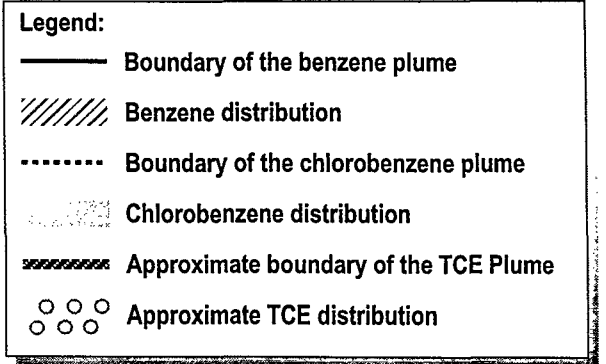 Legend:
Boundary of the benzene plume
Benzene distribution
Boundary of the chlorobenzene plume
Chlorobenzene distribution
Approximate boundary of the TCE Plume
Approximate TCE distribution